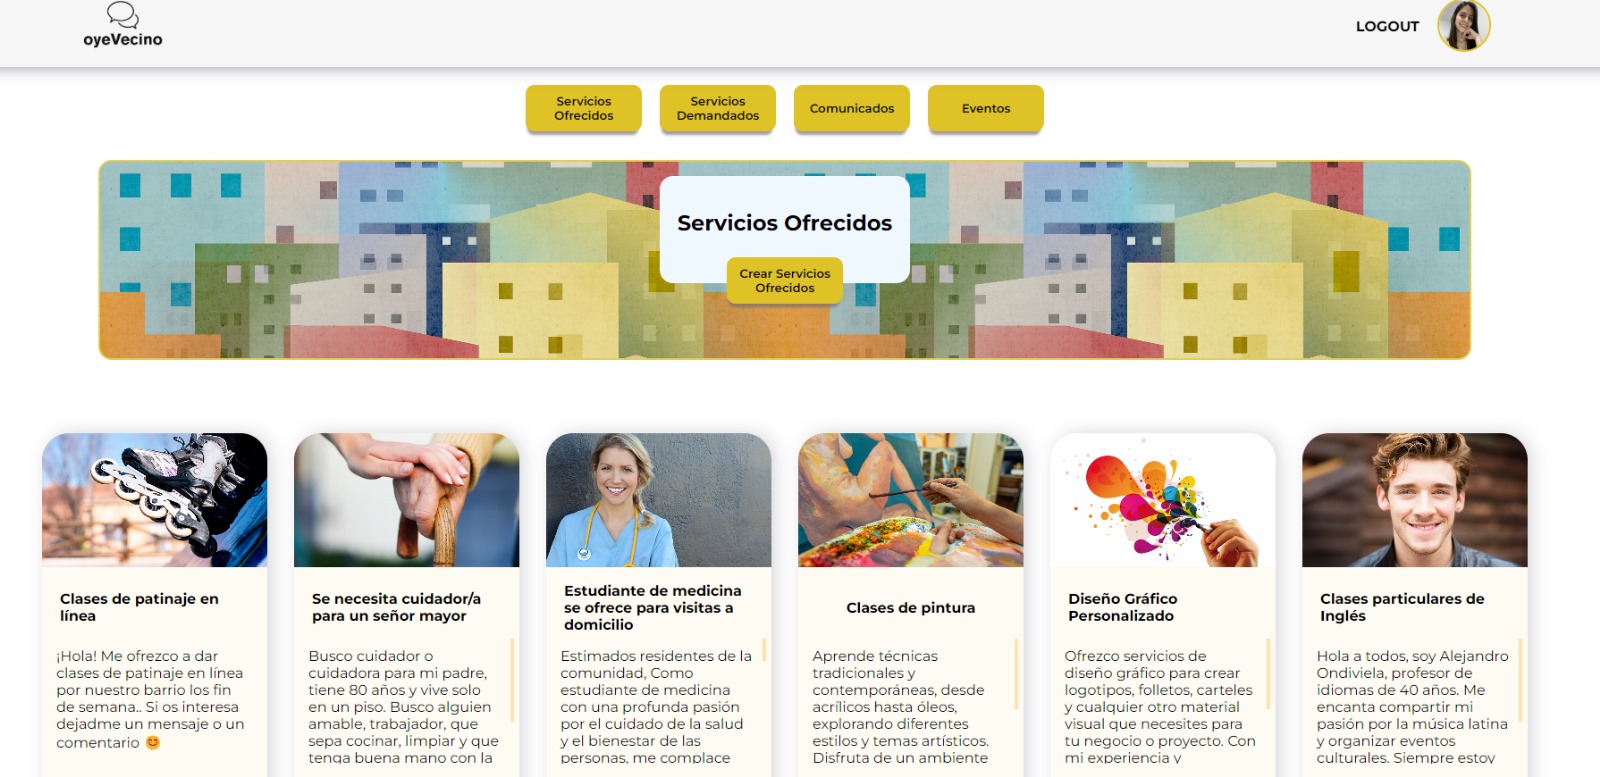 oyeVecino
LOGOUT
Servicios
Ofrecidos
Servicios
Demandados
Comunicados
Eventos
Servicios Ofrecidos
Crear Servicios
Ofrecidos
Clases de patinaje en
línea
¡Hola! Me ofrezco a dar
clases de patinaje en línea
por nuestro barrio los fin
de semana.. Si os interesa
dejadme un mensaje o un
comentario 😊
Se necesita cuidador/a
para un señor mayor
Busco cuidador o
cuidadora para mi padre,
tiene 80 años y vive solo
en un piso. Busco alguien
amable, trabajador, que
sepa cocinar, limpiar y que
tenga buena mano con la
Estudiante de medicina
se ofrece para visitas a
domicilio
Estimados residentes de la
comunidad, Como
estudiante de medicina
con una profunda pasión
por el cuidado de la salud
y el bienestar de las
personas, me complace
Clases de pintura
Aprende técnicas
tradicionales y
contemporáneas, desde
acrílicos hasta óleos,
explorando diferentes
estilos y temas artísticos.
Disfruta de un ambiente
Diseño Gráfico
Personalizado
Ofrezco servicios de
diseño gráfico para crear
logotipos, folletos, carteles
y cualquier otro material
visual que necesites para
tu negocio o proyecto. Con
mi experiencia y
Clases particulares de
Inglés
Hola a todos, soy Alejandro
Ondiviela, profesor de
idiomas de 40 años. Me
encanta compartir mi
pasión por la música latina
y organizar eventos
culturales. Siempre estoy